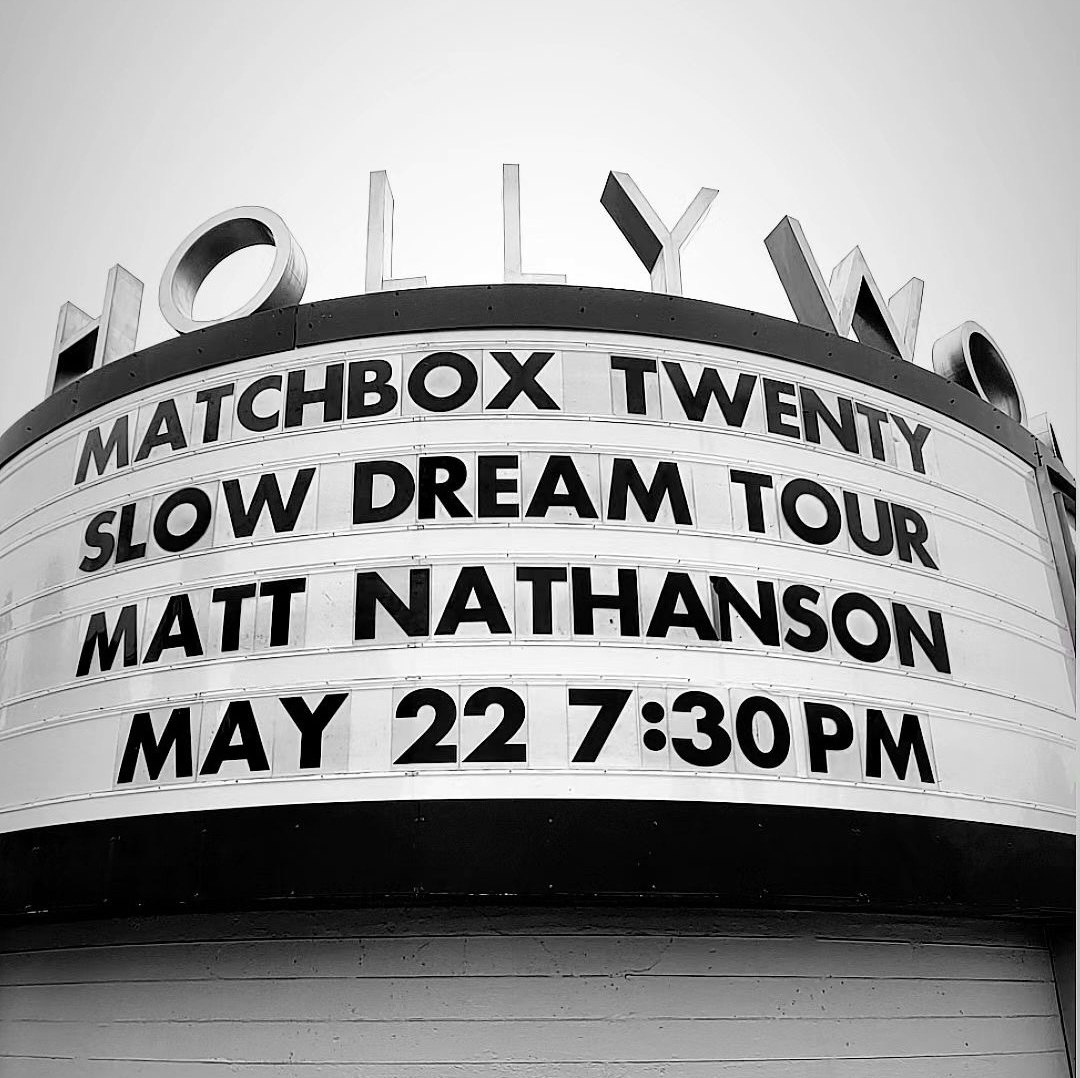 HOLLYWO
MATCHBOX TWENTY
SLOW DREAM TOUR
MATT NATHANSON
MAY 22 7:30PM